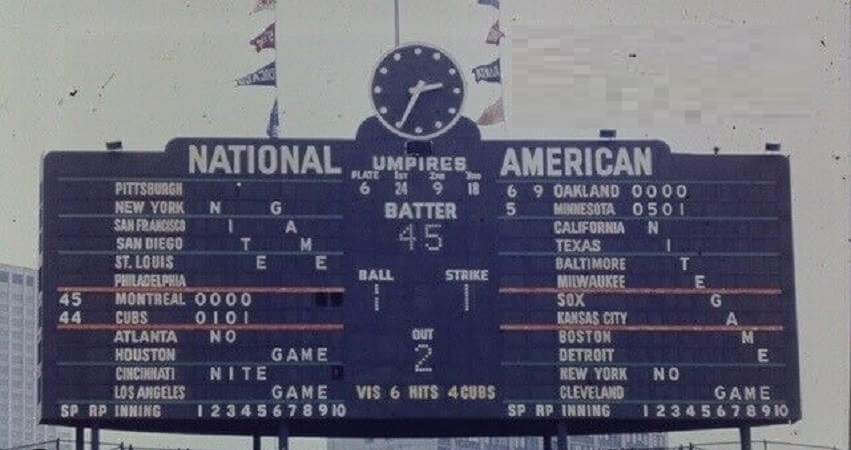 NATIONAL
PITTSBURGH
NEW YORK N G
SAN FRANCISCO I A
SAN DIEGO T M
ST. LOUIS E E
PHILADELPHIA
45 MONTREAL 0000
44 CUBS 0101
ATLANTA NO
HOUSTON GAME
CINCINNATI NITE
LOS ANGELES GAME
SP RP INNING 1 2 3 4 5 6 7 8 9 10
UMPIRES
PLATE 1ST 2ND 3RD
6 24 9 18
BATTER
45
BALL STRIKE
1 1
OUT
2
VIS 6 HITS 4 CUBS
AMERICAN
6 9 OAKLAND 0000
5 MINNESOTA 0501
CALIFORNIA N
TEXAS I
BALTIMORE T
MILWAUKEE E
SOX G
KANSAS CITY A
BOSTON M
DETROIT E
NEW YORK NO
CLEVELAND GAME
SP RP INNING 1 2 3 4 5 6 7 8 9 10